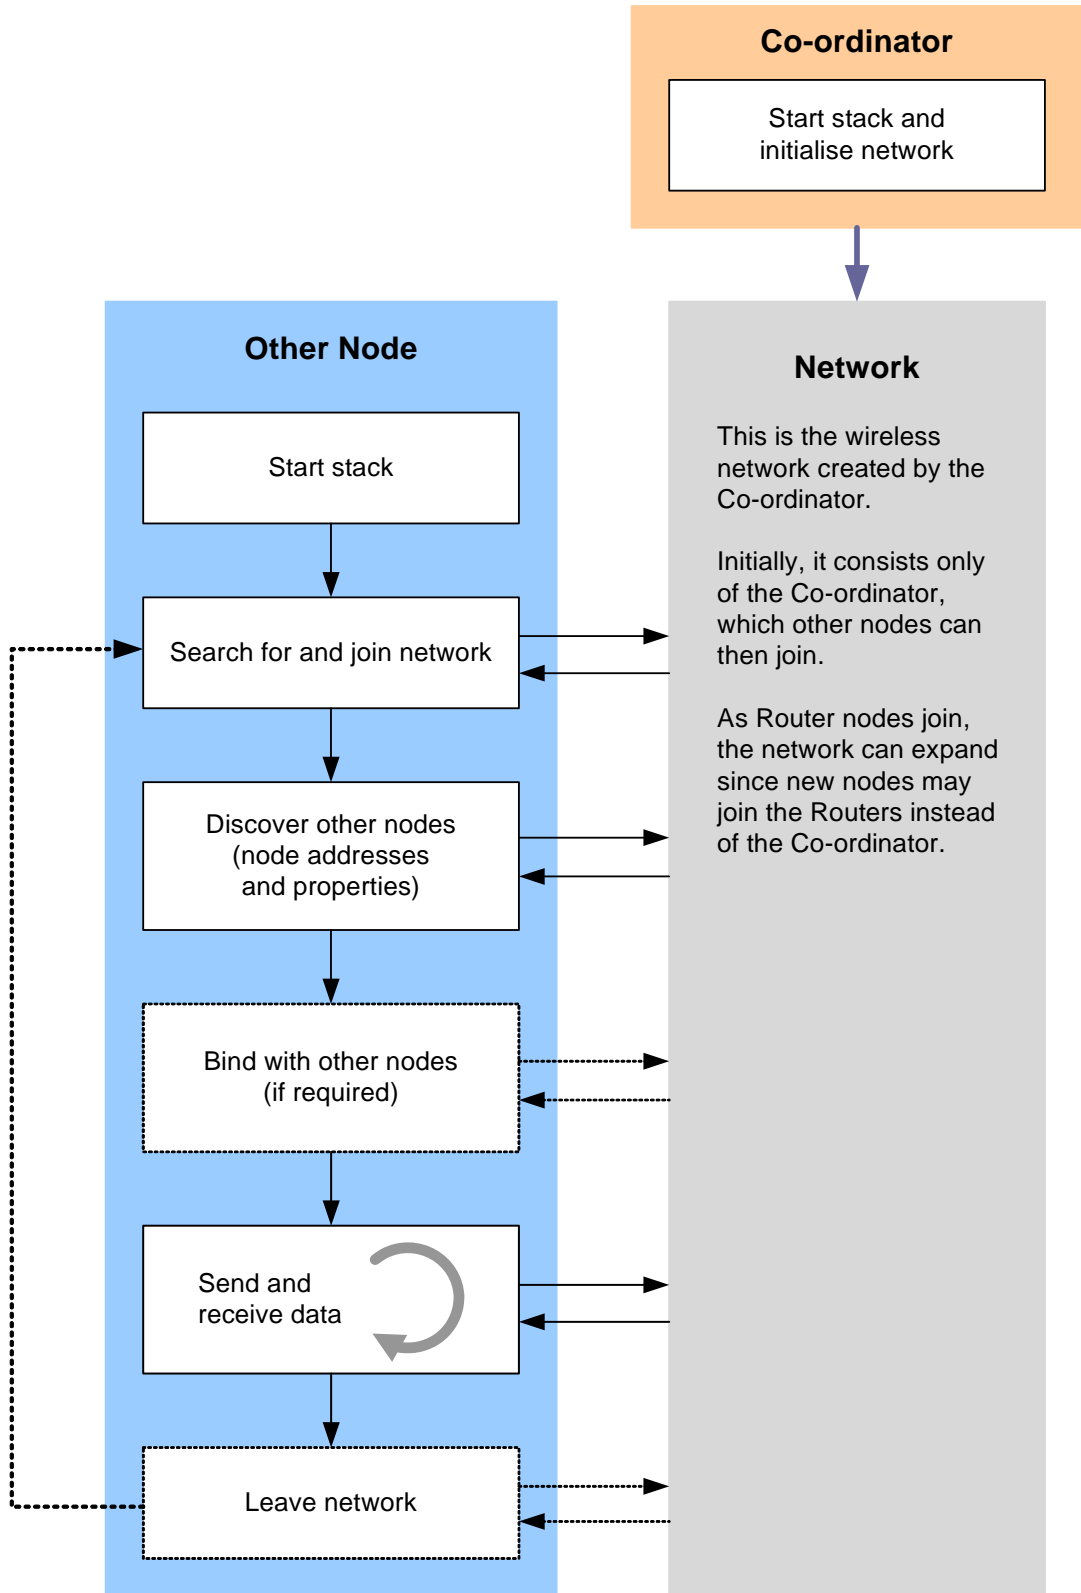 Co-ordinator
Start stack and
initialise network
Other Node
Start stack
Search for and join network
Discover other nodes
(node addresses
and properties)
Bind with other nodes
(if required)
Send and
receive data
Leave network
Network
This is the wireless
network created by the
Co-ordinator.
Initially, it consists only
of the Co-ordinator,
which other nodes can
then join.
As Router nodes join,
the network can expand
since new nodes may
join the Routers instead
of the Co-ordinator.